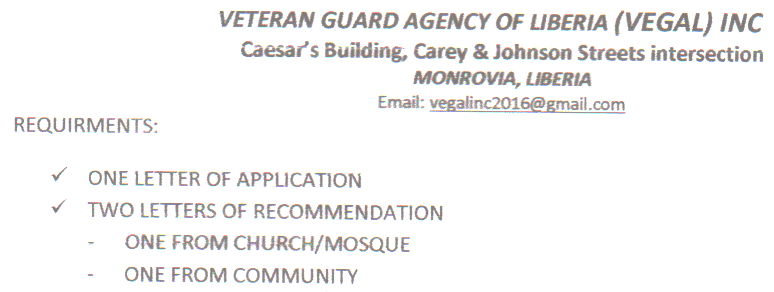 VETERAN GUARD AGENCY OF LIBERIA (VEGAL) INC
Caesar's Building, Carey & Johnson Streets intersection
MONROVIA, LIBERIA
Email: vegalinc2016@gmail.com
REQUIRMENTS:
✓ ONE LETTER OF APPLICATION
✓ TWO LETTERS OF RECOMMENDATION
- ONE FROM CHURCH/MOSQUE
- ONE FROM COMMUNITY